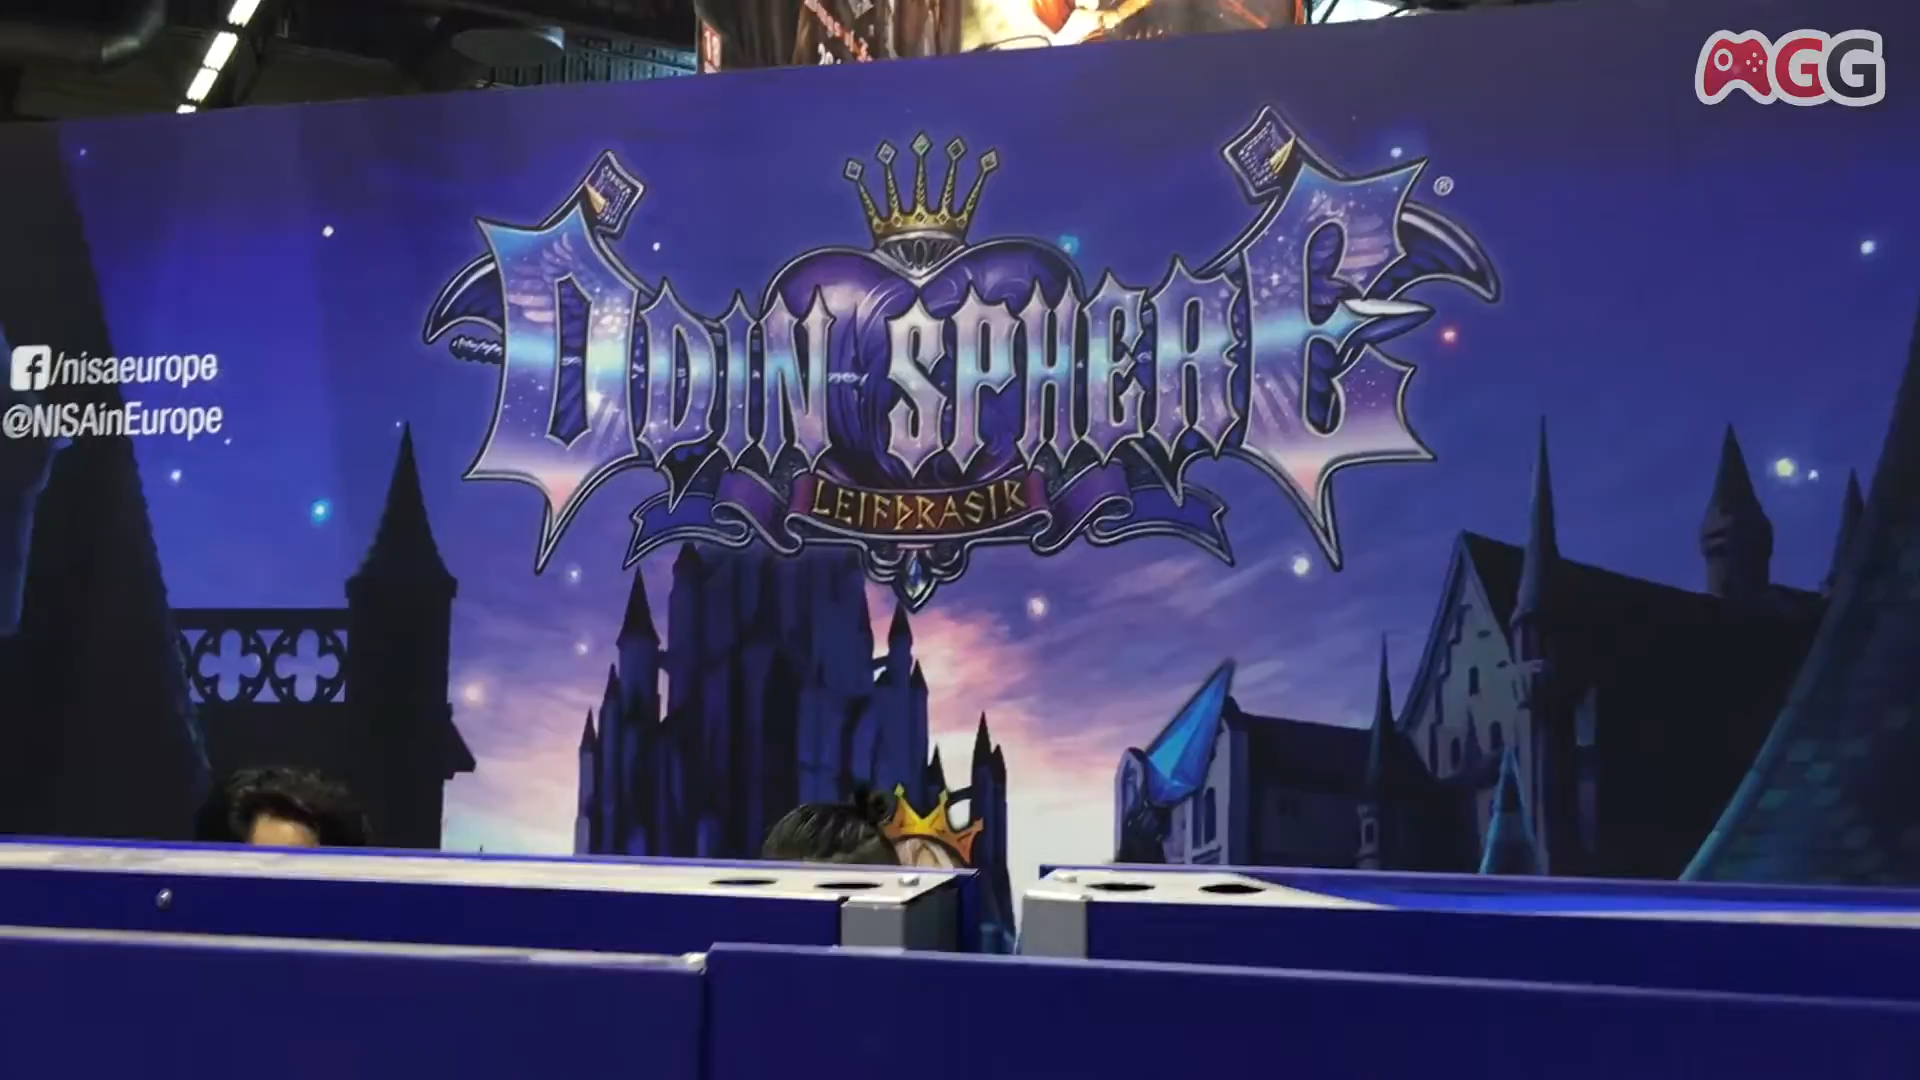 GG
ODIN SPHERE
®
LEIFÞRASIR
/nisaeurope
@NISAinEurope